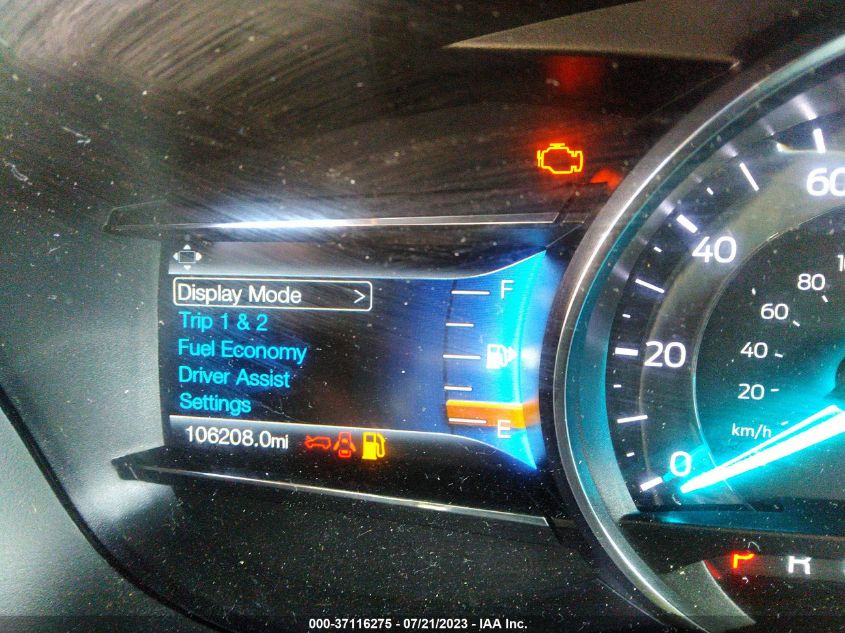 Display Mode >
Trip 1 & 2
Fuel Economy
Driver Assist
Settings
106208.0mi
F
E
60
40
20
0
80
60
40
20
km/h
P R
000-37116275 - 07/21/2023 - IAA Inc.